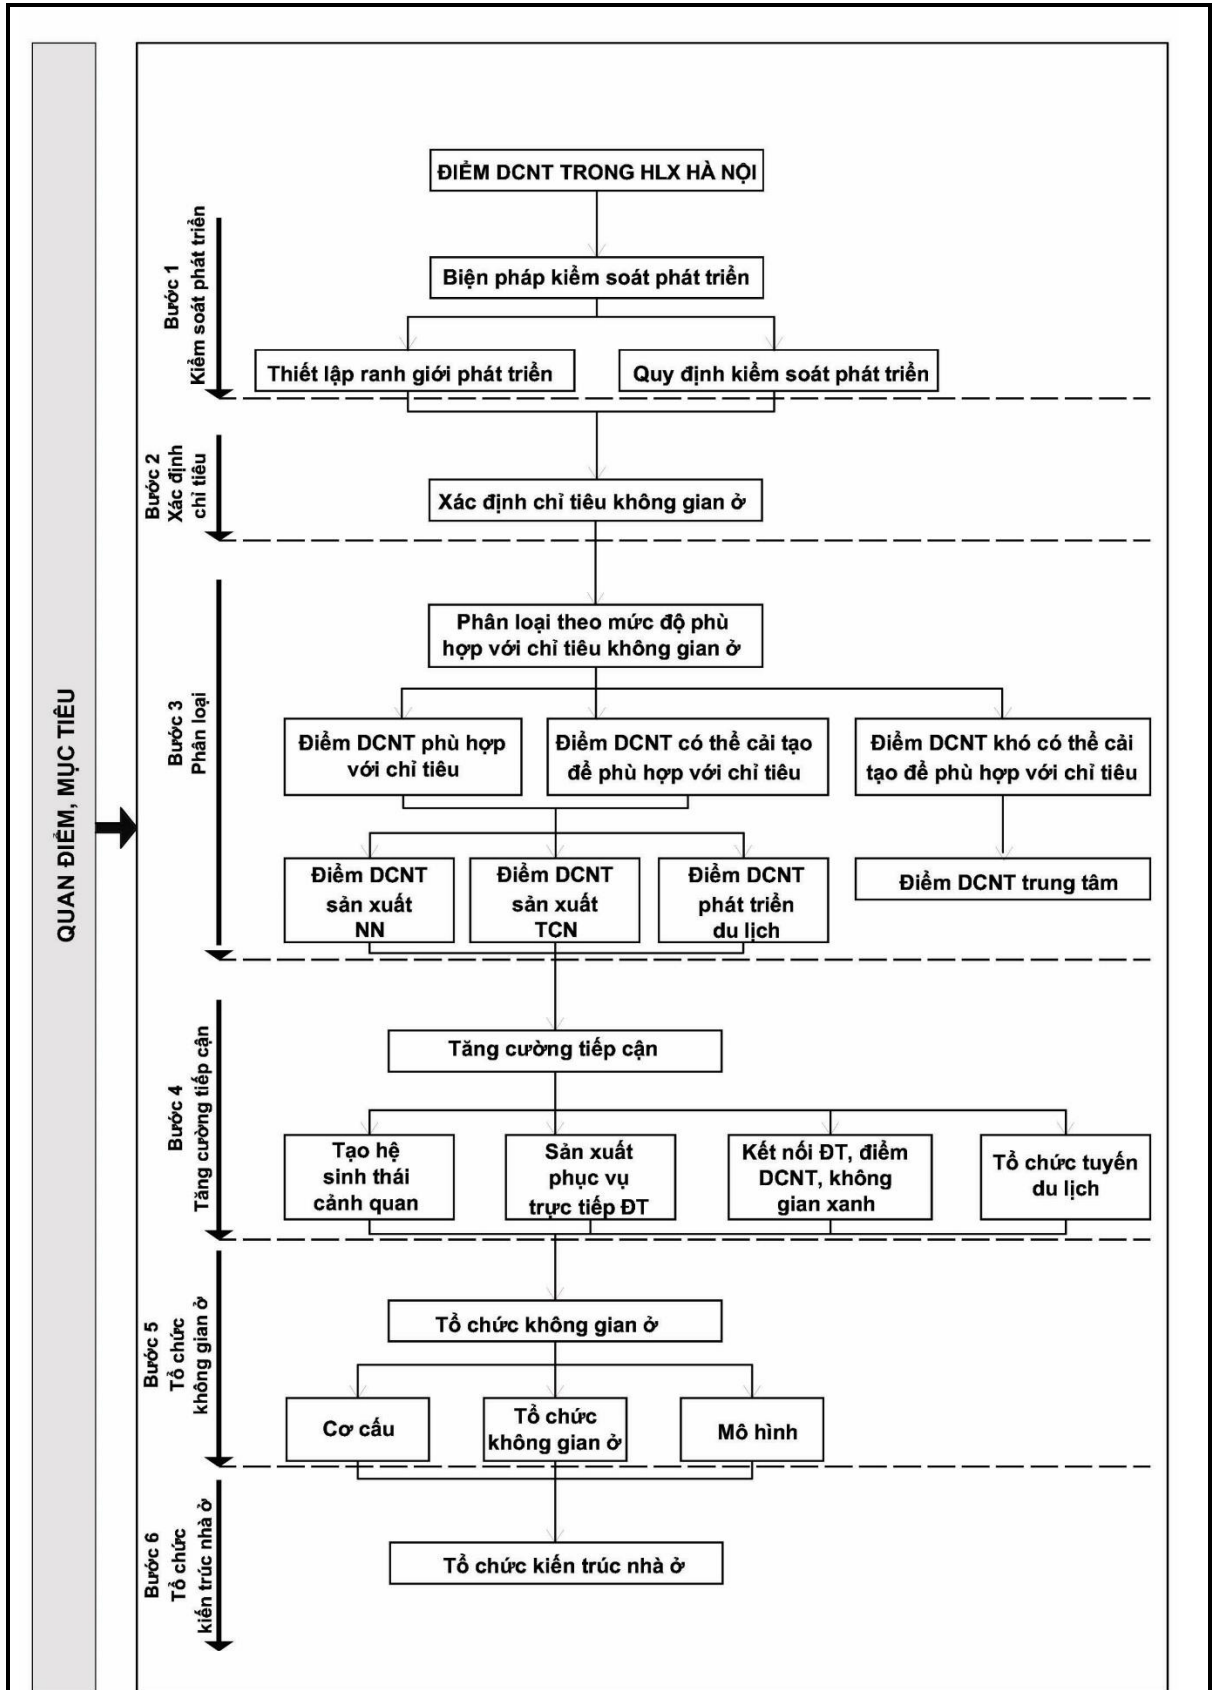 QUAN ĐIỂM, MỤC TIÊU
ĐIỂM DCNT TRONG HLX HÀ NỘI
Bước 1
Kiểm soát phát triển
Biện pháp kiểm soát phát triển
Thiết lập ranh giới phát triển
Quy định kiểm soát phát triển
Bước 2
Xác định
chỉ tiêu
Xác định chỉ tiêu không gian ở
Bước 3
Phân loại
Phân loại theo mức độ phù
hợp với chỉ tiêu không gian ở
Điểm DCNT phù hợp
với chỉ tiêu
Điểm DCNT có thể cải tạo
để phù hợp với chỉ tiêu
Điểm DCNT khó có thể cải
tạo để phù hợp với chỉ tiêu
Điểm DCNT
sản xuất
NN
Điểm DCNT
sản xuất
TCN
Điểm DCNT
phát triển
du lịch
Điểm DCNT trung tâm
Bước 4
Tăng cường tiếp cận
Tăng cường tiếp cận
Tạo hệ
sinh thái
cảnh quan
Sản xuất
phục vụ
trực tiếp ĐT
Kết nối ĐT, điểm
DCNT, không
gian xanh
Tổ chức tuyến
du lịch
Bước 5
Tổ chức
không gian ở
Tổ chức không gian ở
Cơ cấu
Tổ chức
không gian ở
Mô hình
Bước 6
Tổ chức
kiến trúc nhà ở
Tổ chức kiến trúc nhà ở